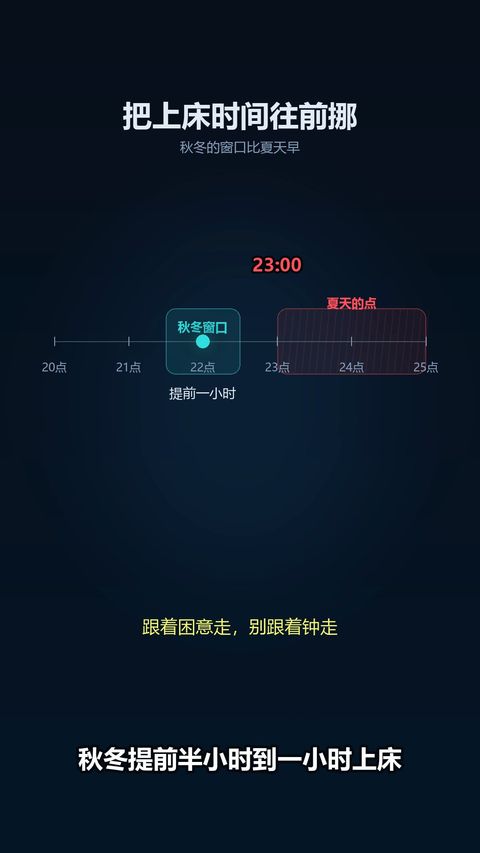 把上床时间往前挪
秋冬的窗口比夏天早
23:00
夏天的点
秋冬窗口
20点 21点 22点 23点 24点 25点
提前一小时
跟着困意走，别跟着钟走
秋冬提前半小时到一小时上床